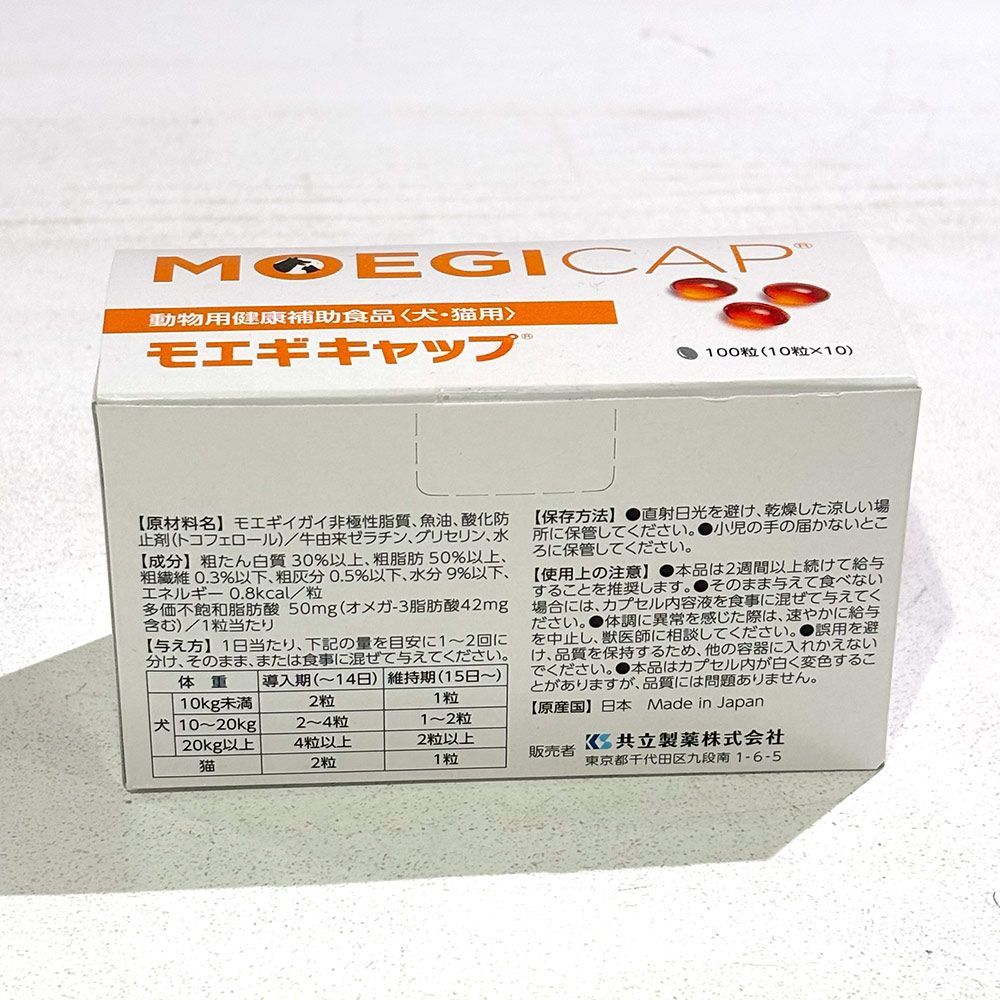 MOEGICAP®
動物用健康補助食品〈犬・猫用〉
モエギキャップ®
100粒(10粒×10)
【原材料名】モエギイガイ非極性脂質、魚油、酸化防
止剤(トコフェロール)／牛由来ゼラチン、グリセリン、水
【成分】粗たん白質 30%以上、粗脂肪 50%以上、
粗繊維 0.3%以下、粗灰分 0.5%以下、水分 9%以下、
エネルギー 0.8kcal／粒
多価不飽和脂肪酸 50mg(オメガ-3脂肪酸42mg
含む)／1粒当たり
【与え方】1日当たり、下記の量を目安に1～2回に
分け、そのまま、または食事に混ぜて与えてください。
体 重 導入期(～14日) 維持期(15日～)
犬 10kg未満 2粒 1粒
10～20kg 2～4粒 1～2粒
20kg以上 4粒以上 2粒以上
猫 2粒 1粒
【保存方法】●直射日光を避け、乾燥した涼しい場
所に保管してください。●小児の手の届かないとこ
ろに保管してください。
【使用上の注意】●本品は2週間以上続けて給与
することを推奨します。●そのまま与えて食べない
場合には、カプセル内容液を食事に混ぜて与えてく
ださい。●体調に異常を感じた際は、速やかに給与
を中止し、獣医師に相談してください。●誤用を避
け、品質を保持するため、他の容器に入れかえない
でください。●本品はカプセル内が白く変色するこ
とがありますが、品質には問題ありません。
【原産国】日本 Made in Japan
販売者 KS 共立製薬株式会社
東京都千代田区九段南 1-6-5